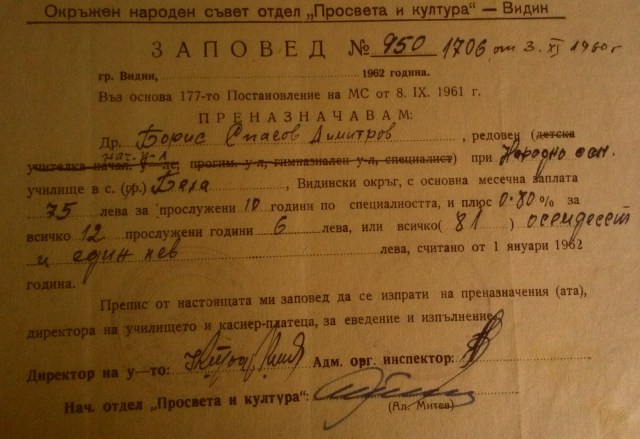 Окръжен народен съвет отдел „Просвета и култура“ — Видин
ЗАПОВЕД № 950 1706 от 3. XI 1960 г
гр. Видин, 1962 година.
Въз основа 177-то Постановление на МС от 8. IX. 1961 г.
ПРЕНАЗНАЧАВАМ:
Др. Борис Спасов Димитров, редовен (детска
учителка нач. у-л, прогим. у-л, гимназиален у-л, специалист) при Народно осн.
училище в с. (гр.) Бела, Видински окръг, с основна месечна заплата
75 лева за прослужени 10 години по специалността, и плюс 0·80% за
всичко 12 прослужени години 6 лева, или всичко (81) осемдесет
и един лев лева, считано от 1 януари 1962
година.
Препис от настоящата ми заповед да се изпрати на преназначения (ата),
директора на училището и касиер-платеца, за еведение и изпълнение.
Директор на у—то: Адм. орг. инспектор:
Нач. отдел „Просвета и култура“:
(Ал. Митев)